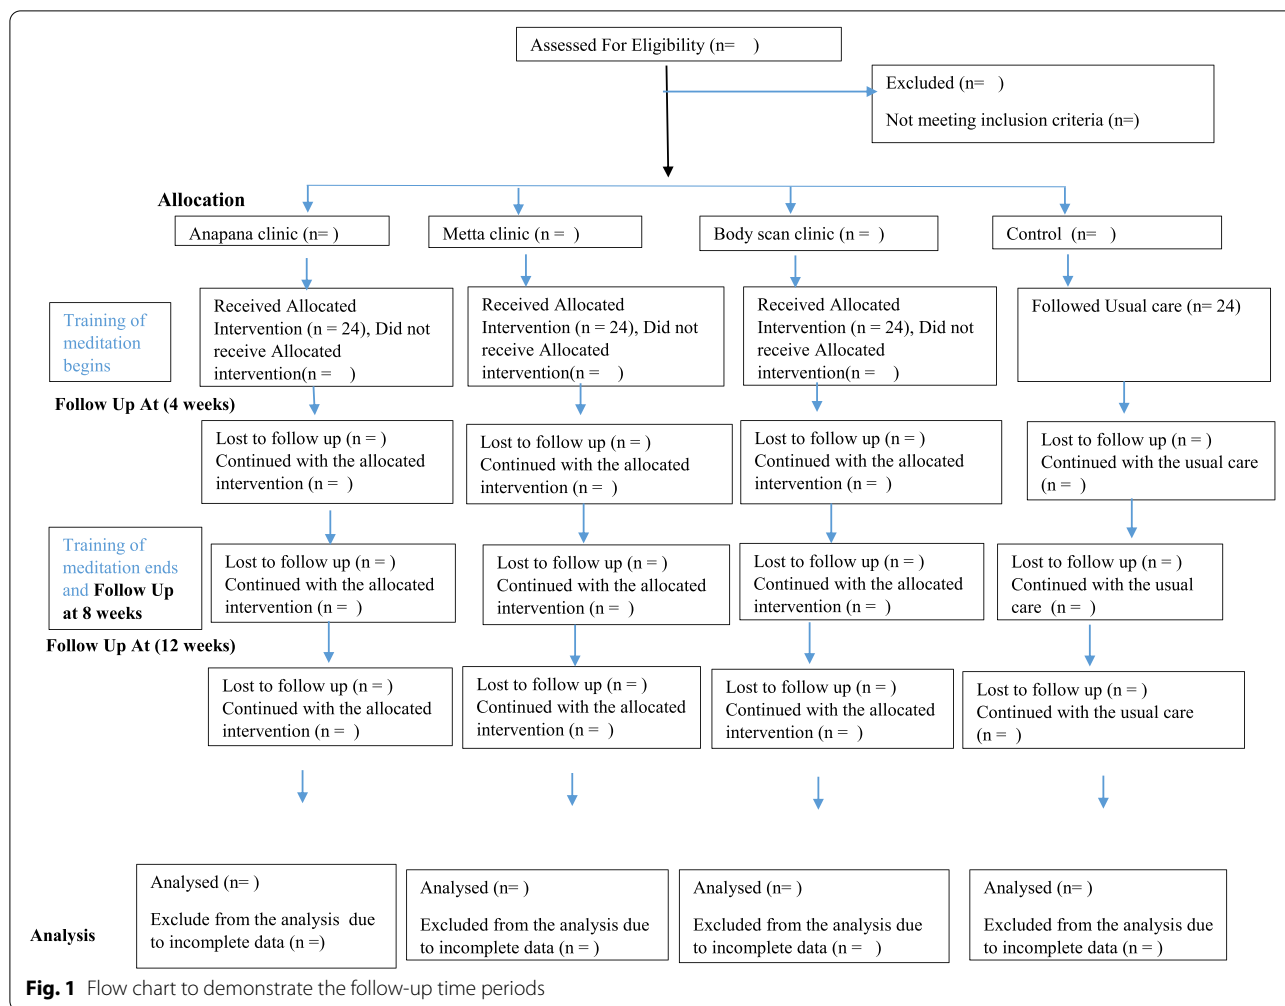 Assessed For Eligibility (n=    )
Excluded (n=   )
Not meeting inclusion criteria (n=)
Allocation
Anapana clinic (n= )
Metta clinic (n =  )
Body scan clinic (n =  )
Control  (n=   )
Training of
meditation
begins
Received Allocated
Intervention (n = 24), Did not
receive Allocated
intervention(n =    )
Received Allocated
Intervention (n = 24), Did not
receive Allocated
intervention(n =    )
Received Allocated
Intervention (n = 24), Did not
receive Allocated
intervention(n =    )
Followed Usual care (n= 24)
Follow Up At (4 weeks)
Lost to follow up (n = )
Continued with the allocated
intervention (n =  )
Lost to follow up (n = )
Continued with the allocated
intervention (n =  )
Lost to follow up (n = )
Continued with the allocated
intervention (n =  )
Lost to follow up (n = )
Continued with the usual care
(n =  )
Training of
meditation ends
and Follow Up
at 8 weeks
Lost to follow up (n = )
Continued with the allocated
intervention (n =  )
Lost to follow up (n = )
Continued with the allocated
intervention (n =  )
Lost to follow up (n = )
Continued with the allocated
intervention (n =  )
Lost to follow up (n = )
Continued with the usual
care  (n =  )
Follow Up At (12 weeks)
Lost to follow up (n = )
Continued with the allocated
intervention (n =  )
Lost to follow up (n = )
Continued with the allocated
intervention (n =  )
Lost to follow up (n = )
Continued with the allocated
intervention (n =  )
Lost to follow up (n = )
Continued with the usual care
(n =  )
Analysis
Analysed (n= )
Exclude from the analysis  due
to incomplete data (n =)
Analysed (n= )
Excluded from the analysis due
to incomplete data (n = )
Analysed (n= )
Excluded from the analysis due
to incomplete data (n =   )
Analysed (n= )
Excluded from the analysis due
to incomplete data (n = )
Fig. 1  Flow chart to demonstrate the follow-up time periods